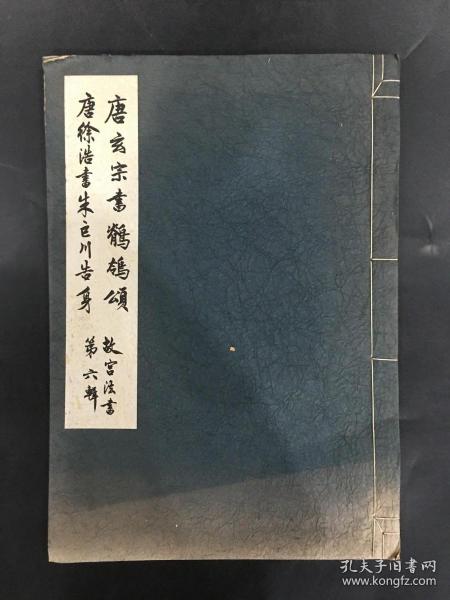 唐玄宗書鶺鴒頌
唐徐浩書朱巨川告身
故宮法書
第六輯
孔夫子旧书网
www.kongfz.com